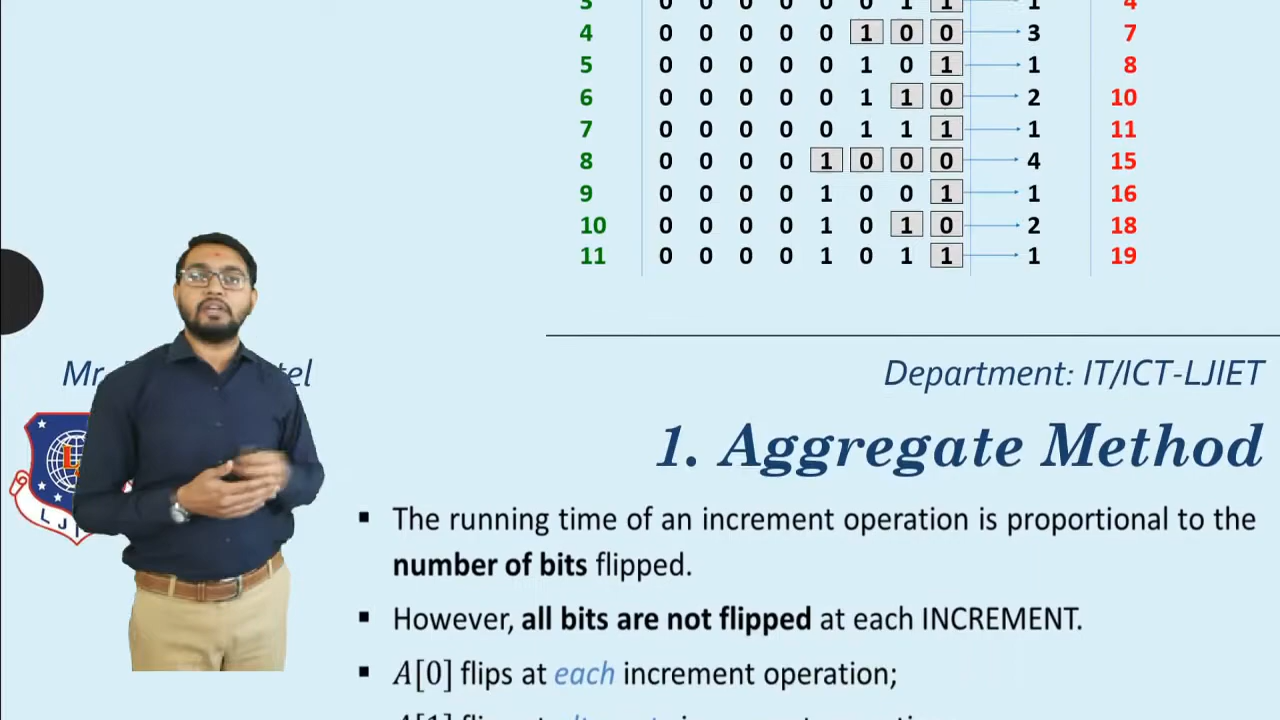 3 0 0 0 0 0 0 1 1 1 4
4 0 0 0 0 0 1 0 0 3 7
5 0 0 0 0 0 1 0 1 1 8
6 0 0 0 0 0 1 1 0 2 10
7 0 0 0 0 0 1 1 1 1 11
8 0 0 0 0 1 0 0 0 4 15
9 0 0 0 0 1 0 0 1 1 16
10 0 0 0 0 1 0 1 0 2 18
11 0 0 0 0 1 0 1 1 1 19
Mr.
Department: IT/ICT-LJIET
1. Aggregate Method
▪ The running time of an increment operation is proportional to the
number of bits flipped.
▪ However, all bits are not flipped at each INCREMENT.
▪ A[0] flips at each increment operation;